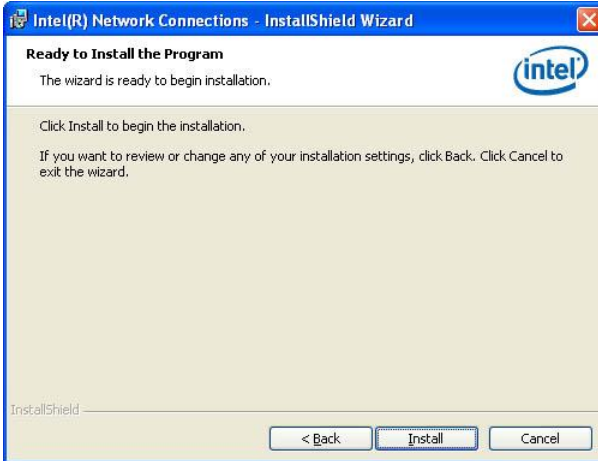 Intel(R) Network Connections - InstallShield Wizard
Ready to Install the Program
The wizard is ready to begin installation.
intel
Click Install to begin the installation.
If you want to review or change any of your installation settings, click Back. Click Cancel to
exit the wizard.
InstallShield
< Back
Install
Cancel